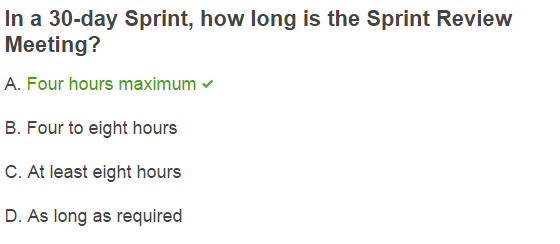 In a 30-day Sprint, how long is the Sprint Review
Meeting?
A. Four hours maximum ✔
B. Four to eight hours
C. At least eight hours
D. As long as required